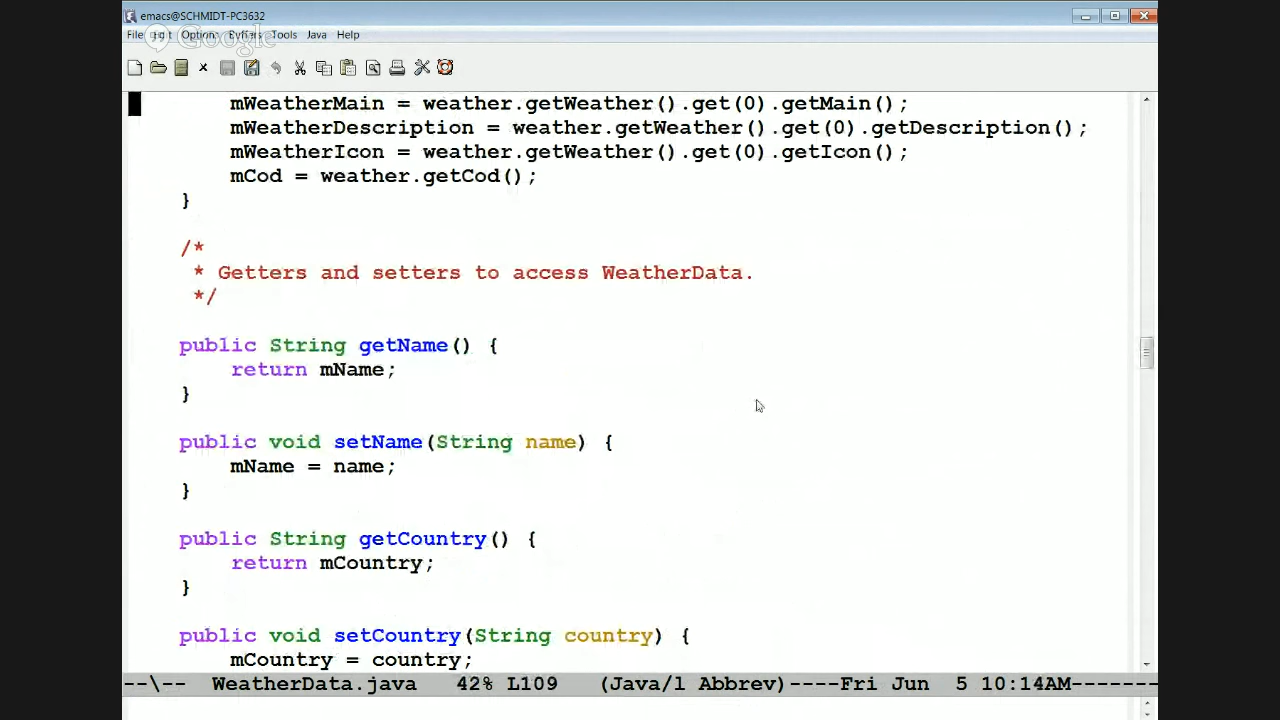 emacs@SCHMIDT-PC3632
File Edit Options Buffers Tools Java Help
Google
mWeatherMain = weather.getWeather().get(0).getMain();
mWeatherDescription = weather.getWeather().get(0).getDescription();
mWeatherIcon = weather.getWeather().get(0).getIcon();
mCod = weather.getCod();
}
/*
* Getters and setters to access WeatherData.
*/
public String getName() {
return mName;
}
public void setName(String name) {
mName = name;
}
public String getCountry() {
return mCountry;
}
public void setCountry(String country) {
mCountry = country;
--\-- WeatherData.java 42% L109 (Java/l Abbrev)----Fri Jun 5 10:14AM-------